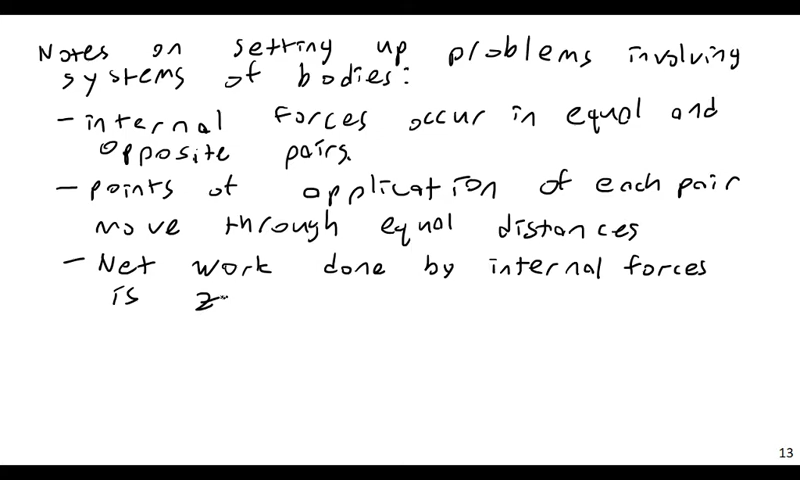 Notes on setting up problems involving
systems of bodies:
- internal forces occur in equal and
opposite pairs.
- points of application of each pair
move through equal distances
- Net work done by internal forces
is z
13